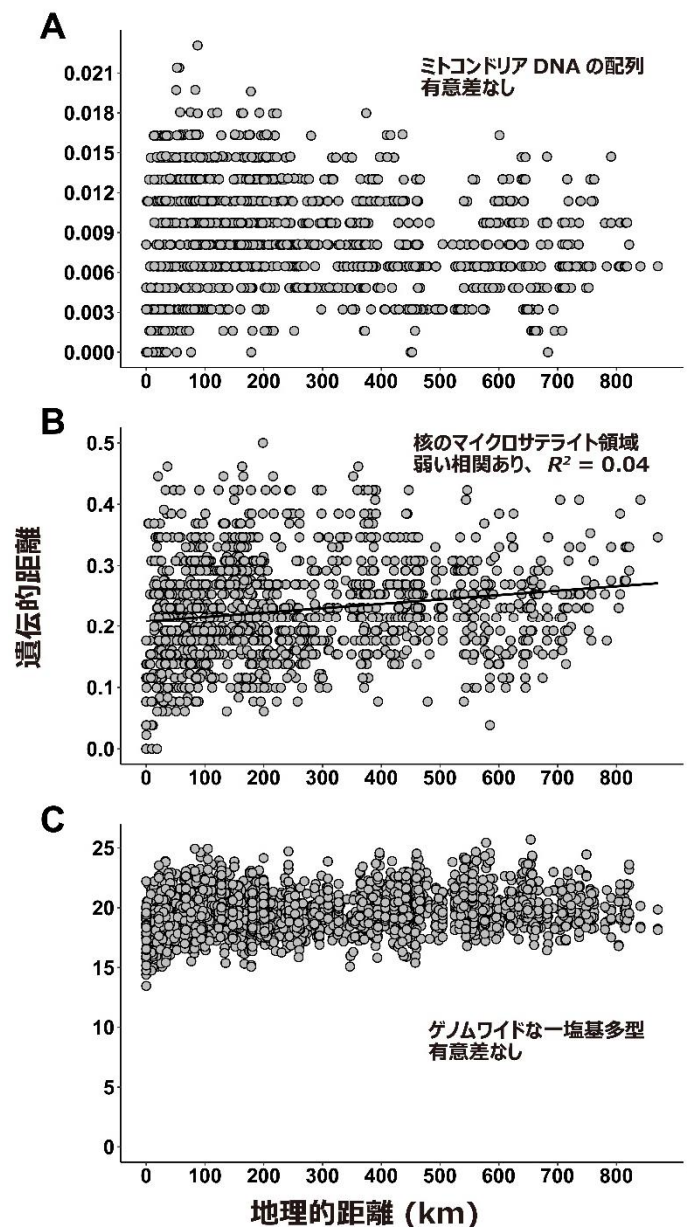 A
ミトコンドリア DNA の配列
有意差なし
0.021
0.018
0.015
0.012
0.009
0.006
0.003
0.000
0 100 200 300 400 500 600 700 800
B
核のマイクロサテライト領域
弱い相関あり、 R² = 0.04
0.5
0.4
0.3
0.2
0.1
0.0
0 100 200 300 400 500 600 700 800
遺伝的距離
C
25
20
15
10
5
0
ゲノムワイドな一塩基多型
有意差なし
0 100 200 300 400 500 600 700 800
地理的距離 (km)